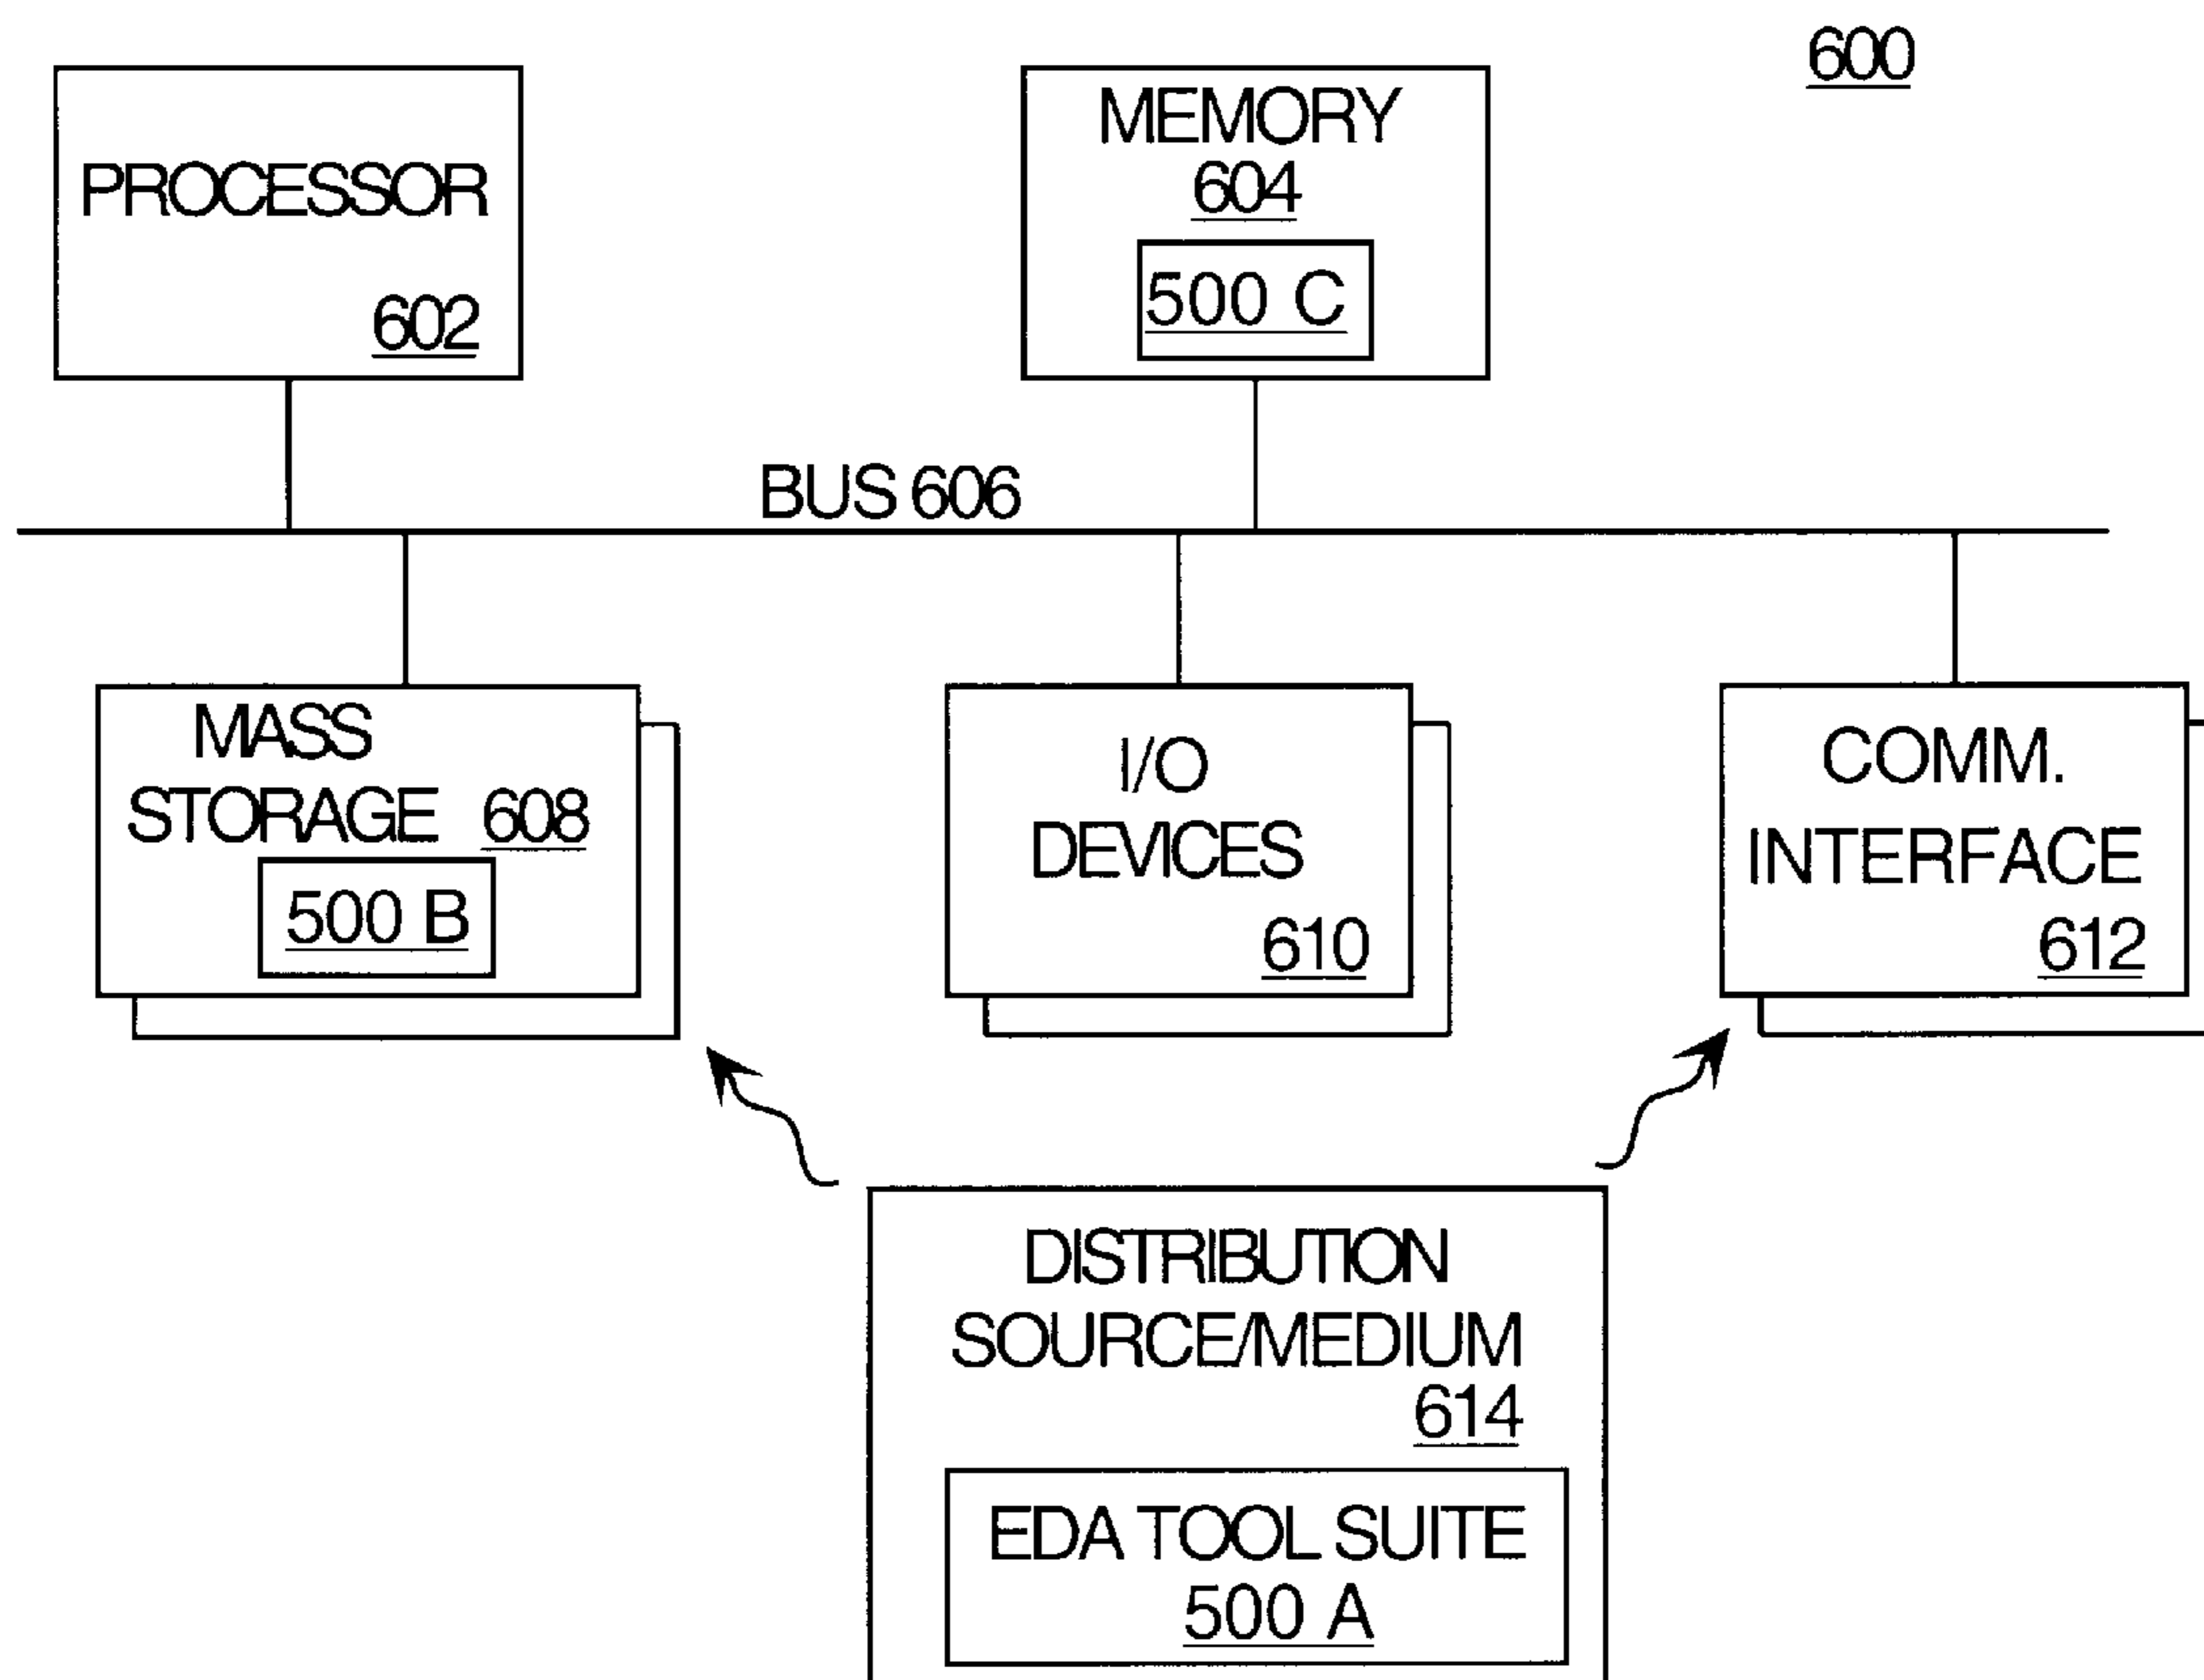 600
PROCESSOR
602
MEMORY
604
500 C
BUS 606
MASS
STORAGE 608
500 B
I/O
DEVICES
610
COMM.
INTERFACE
612
DISTRIBUTION
SOURCE/MEDIUM
614
EDA TOOL SUITE
500 A